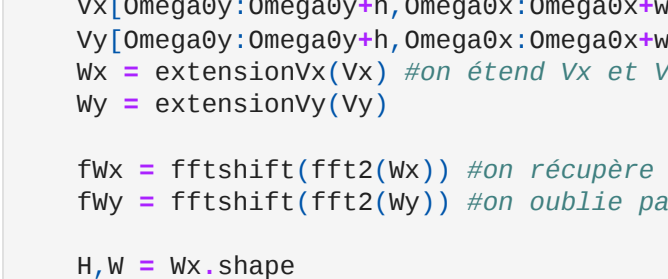 Vx[Omega0y:Omega0y+h,Omega0x:Omega0x+w
Vy[Omega0y:Omega0y+h,Omega0x:Omega0x+w
Wx = extensionVx(Vx) #on étend Vx et V
Wy = extensionVy(Vy)
fWx = fftshift(fft2(Wx)) #on récupère
fWy = fftshift(fft2(Wy)) #on oublie pa
H,W = Wx.shape